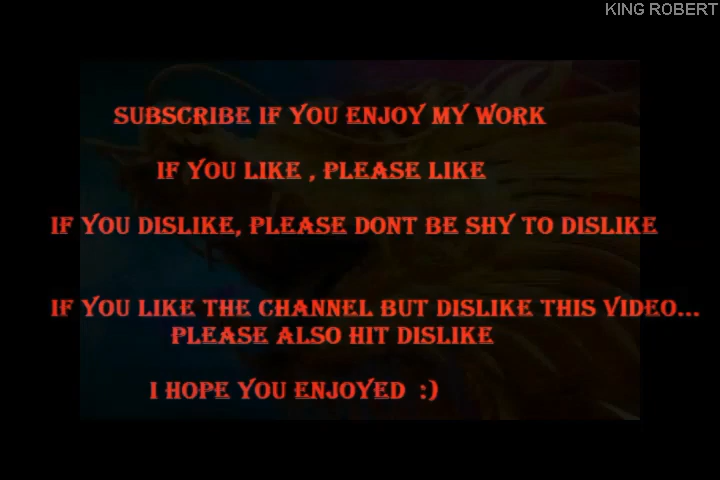 KING ROBERT
SUBSCRIBE IF YOU ENJOY MY WORK
IF YOU LIKE , PLEASE LIKE
IF YOU DISLIKE, PLEASE DONT BE SHY TO DISLIKE
IF YOU LIKE THE CHANNEL BUT DISLIKE THIS VIDEO...
PLEASE ALSO HIT DISLIKE
I HOPE YOU ENJOYED :)